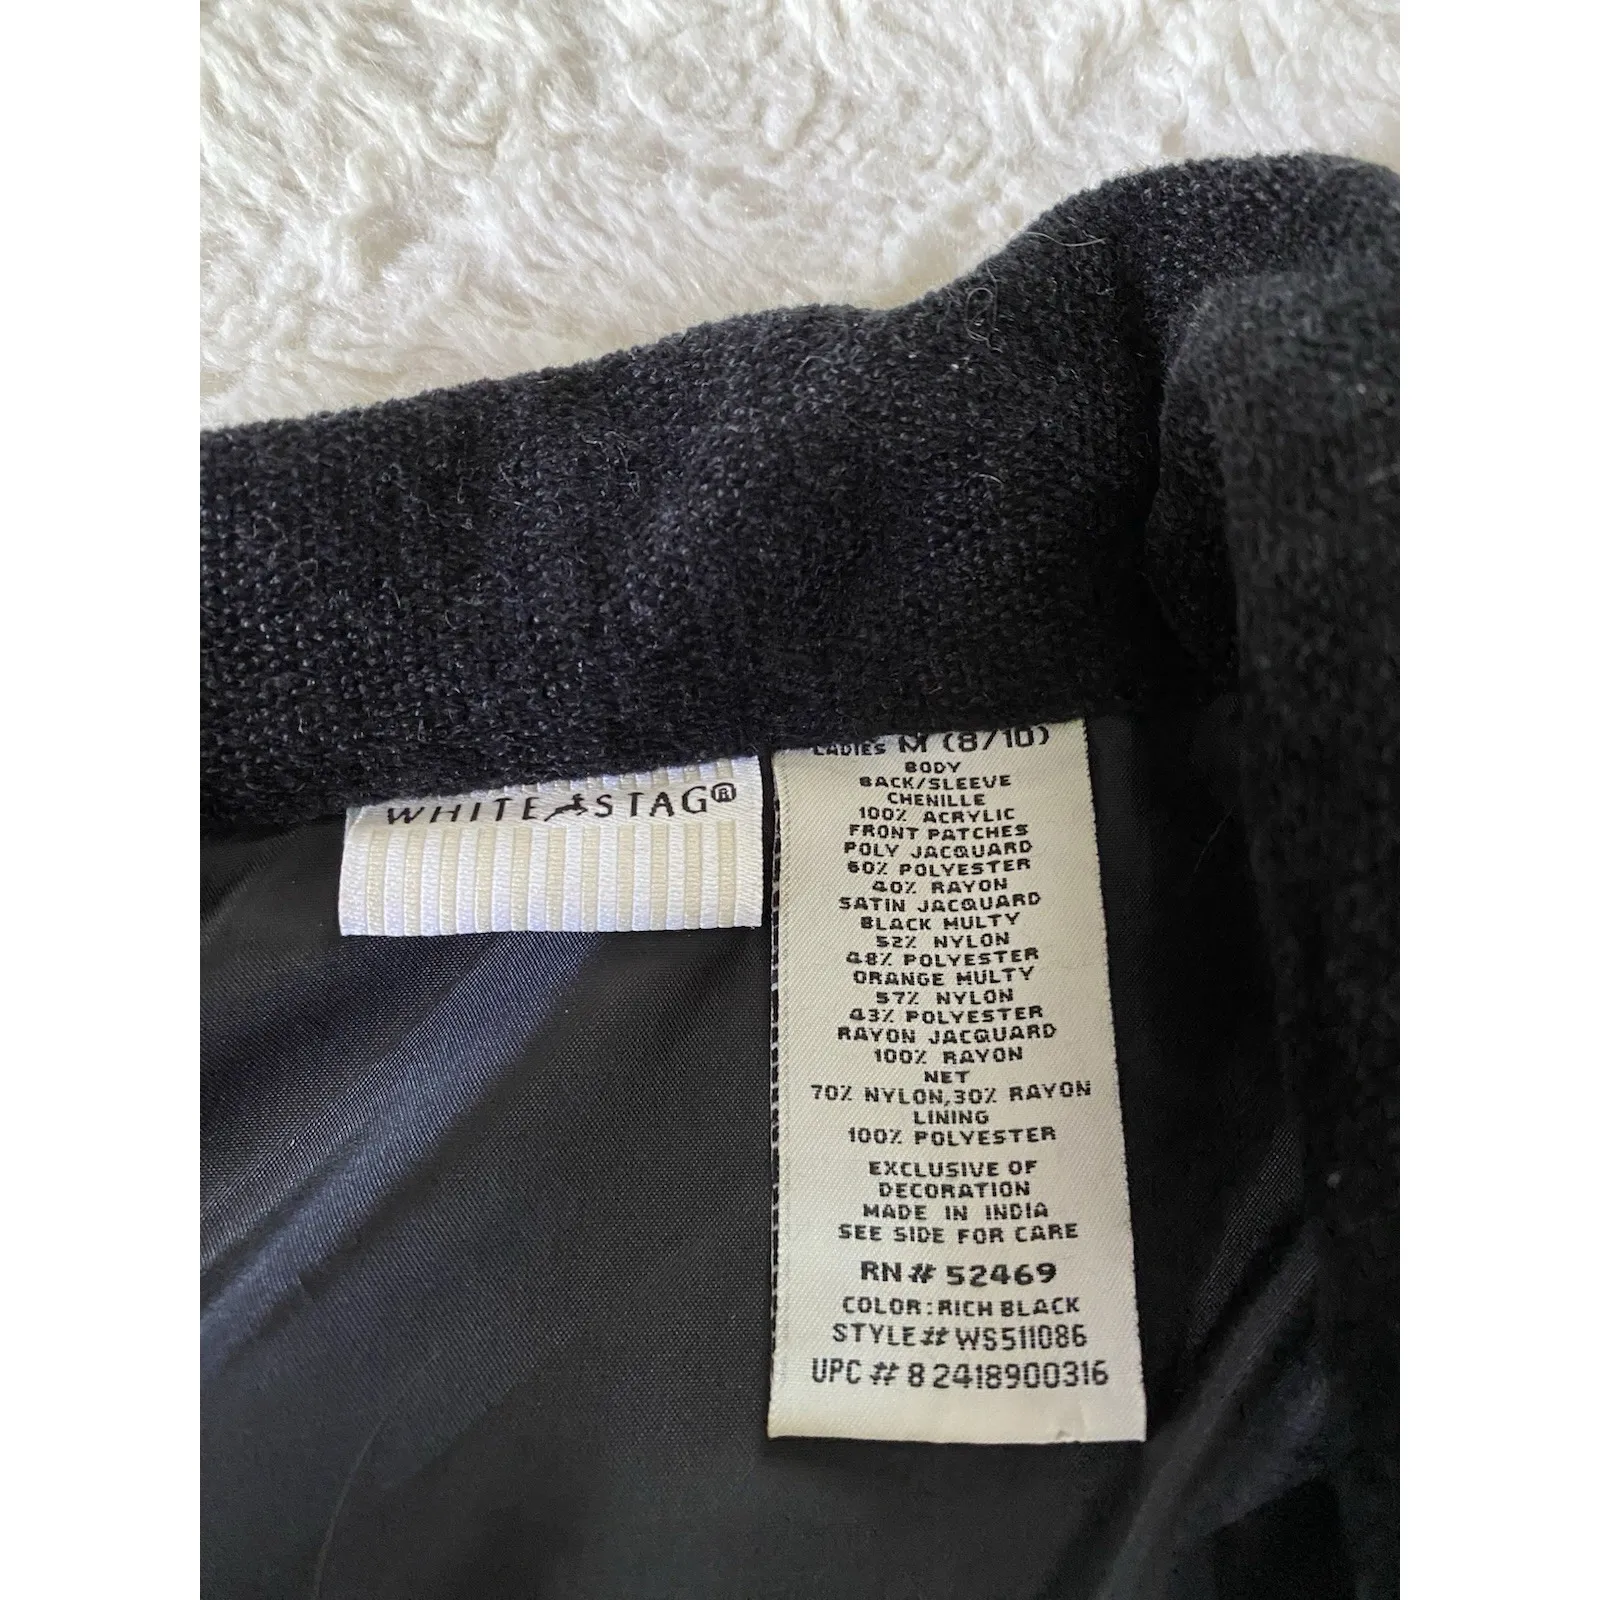 WHITE STAG®
LADIES M (8/10)
BODY
BACK/SLEEVE
CHENILLE
100% ACRYLIC
FRONT PATCHES
POLY JACQUARD
60% POLYESTER
40% RAYON
SATIN JACQUARD
BLACK MULTY
52% NYLON
48% POLYESTER
ORANGE MULTY
57% NYLON
43% POLYESTER
RAYON JACQUARD
100% RAYON
NET
70% NYLON,30% RAYON
LINING
100% POLYESTER
EXCLUSIVE OF
DECORATION
MADE IN INDIA
SEE SIDE FOR CARE
RN# 52469
COLOR:RICH BLACK
STYLE# WS511086
UPC # 8 2418900316